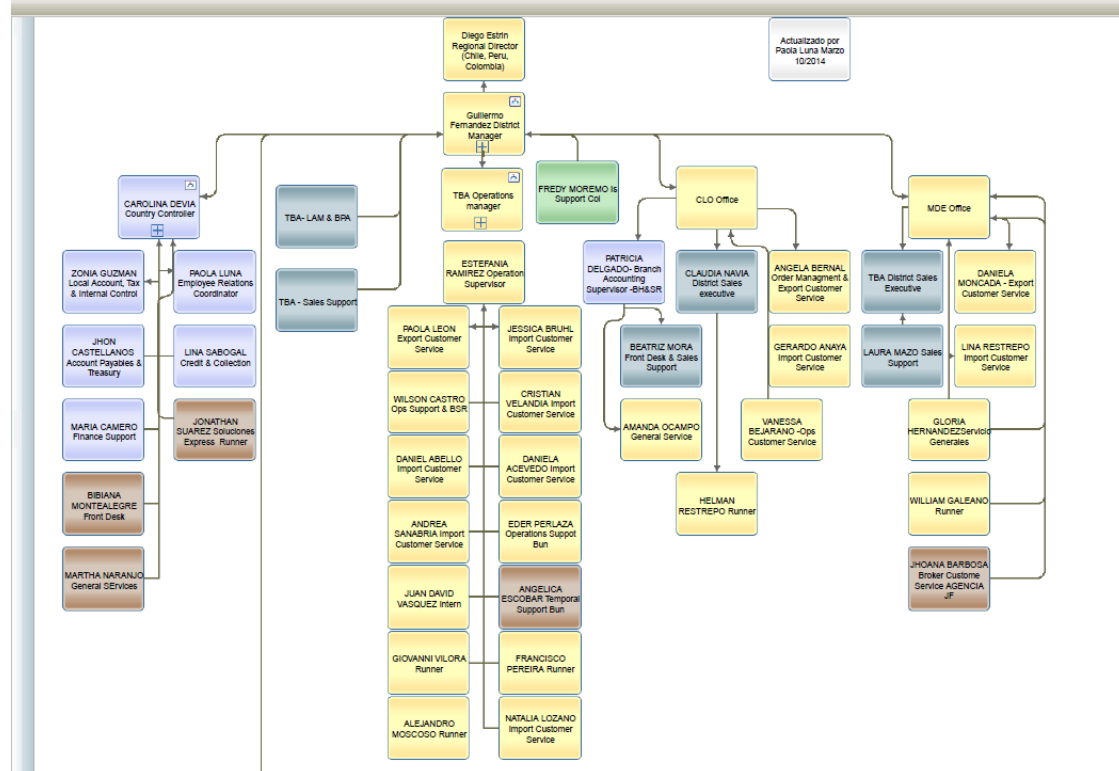 Diego Estrin
Regional Director
(Chile, Peru,
Colombia)
Actualizado por
Paola Luna Marzo
10/2014
Guillermo
Fernandez District
Manager
CAROLINA DEVIA
Country Controller
TBA- LAM & BPA
TBA Operations
manager
FREDY MOREMO Is
Support Col
CLO Office
MDE Office
ZONIA GUZMAN
Local Account, Tax
& Internal Control
PAOLA LUNA
Employee Relations
Coordinator
TBA - Sales Support
ESTEFANIA
RAMIREZ Operation
Supervisor
PATRICIA
DELGADO- Branch
Accounting
Supervisor -BH&SR
CLAUDIA NAVIA
District Sales
executive
ANGELA BERNAL
Order Managment &
Export Customer
Service
TBA District Sales
Executive
DANIELA
MONCADA - Export
Customer Service
JHON
CASTELLANOS
Account Payables &
Treasury
LINA SABOGAL
Credit & Collection
PAOLA LEON
Export Customer
Service
JESSICA BRUHL
Import Customer
Service
BEATRIZ MORA
Front Desk & Sales
Support
GERARDO ANAYA
Import Customer
Service
LAURA MAZO Sales
Support
LINA RESTREPO
Import Customer
Service
MARIA CAMERO
Finance Support
JONATHAN
SUAREZ Soluciones
Express Runner
WILSON CASTRO
Ops Support & BSR
CRISTIAN
VELANDIA Import
Customer Service
AMANDA OCAMPO
General Service
VANESSA
BEJARANO -Ops
Customer Service
GLORIA
HERNANDEZServicio
Generales
BIBIANA
MONTEALEGRE
Front Desk
DANIEL ABELLO
Import Customer
Service
DANIELA
ACEVEDO Import
Customer Service
HELMAN
RESTREPO Runner
WILLIAM GALEANO
Runner
MARTHA NARANJO
General SErvices
ANDREA
SANABRIA Import
Customer Service
EDER PERLAZA
Operations Suppot
Bun
JHOANA BARBOSA
Broker Custome
Service AGENCIA
JF
JUAN DAVID
VASQUEZ Intern
ANGELICA
ESCOBAR Temporal
Support Bun
GIOVANNI VILORA
Runner
FRANCISCO
PEREIRA Runner
ALEJANDRO
MOSCOSO Runner
NATALIA LOZANO
Import Customer
Service